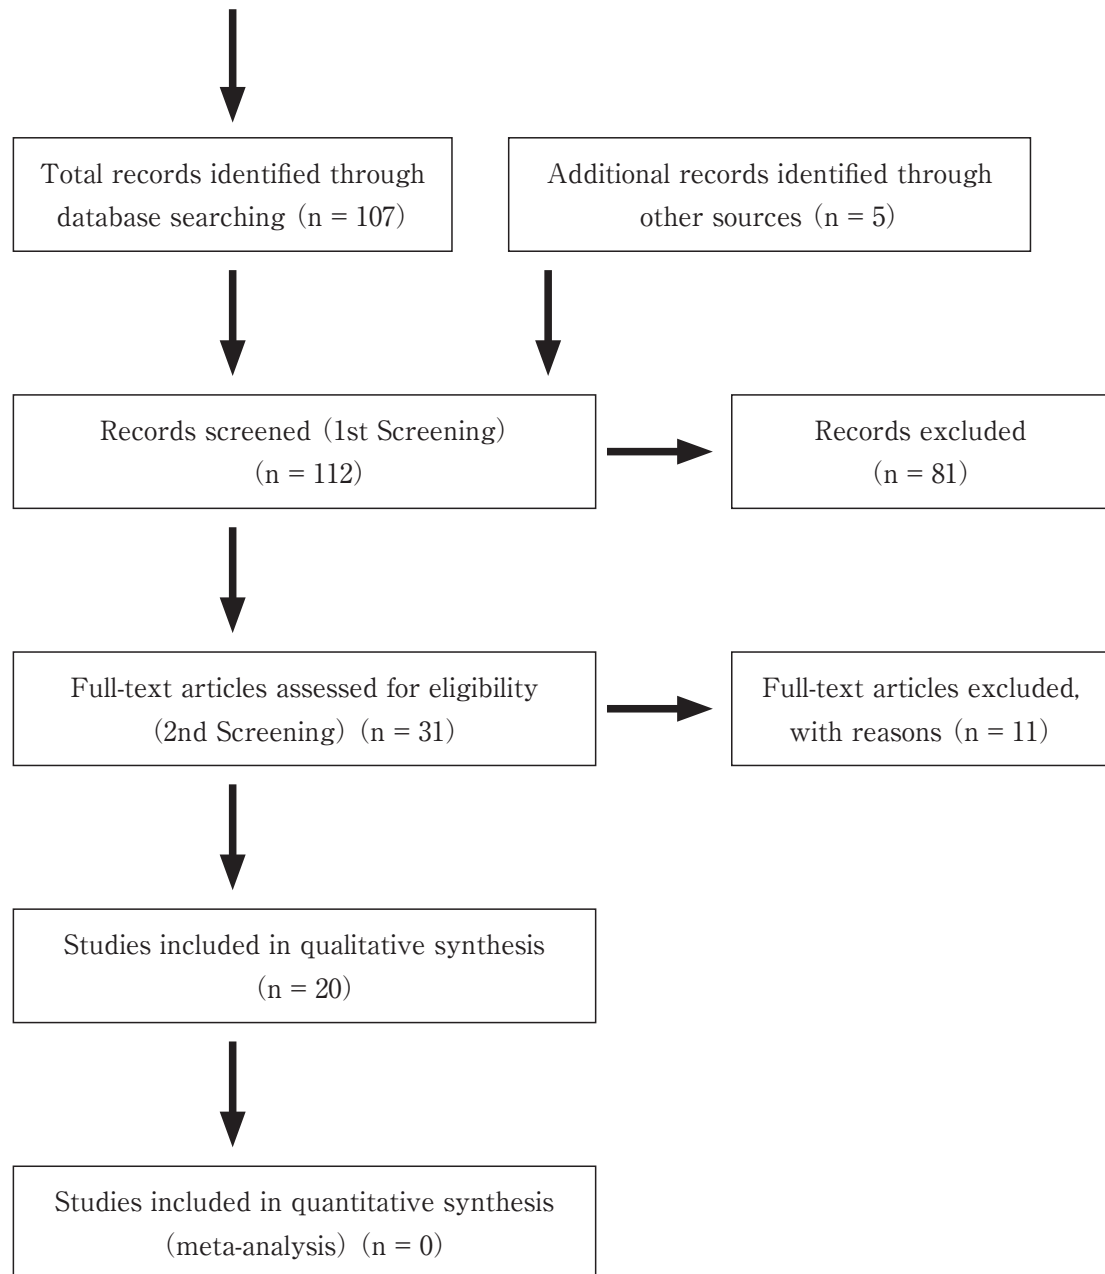 Total records identified through
database searching (n = 107)
Additional records identified through
other sources (n = 5)
Records screened (1st Screening)
(n = 112)
Records excluded
(n = 81)
Full-text articles assessed for eligibility
(2nd Screening) (n = 31)
Full-text articles excluded,
with reasons (n = 11)
Studies included in qualitative synthesis
(n = 20)
Studies included in quantitative synthesis
(meta-analysis) (n = 0)